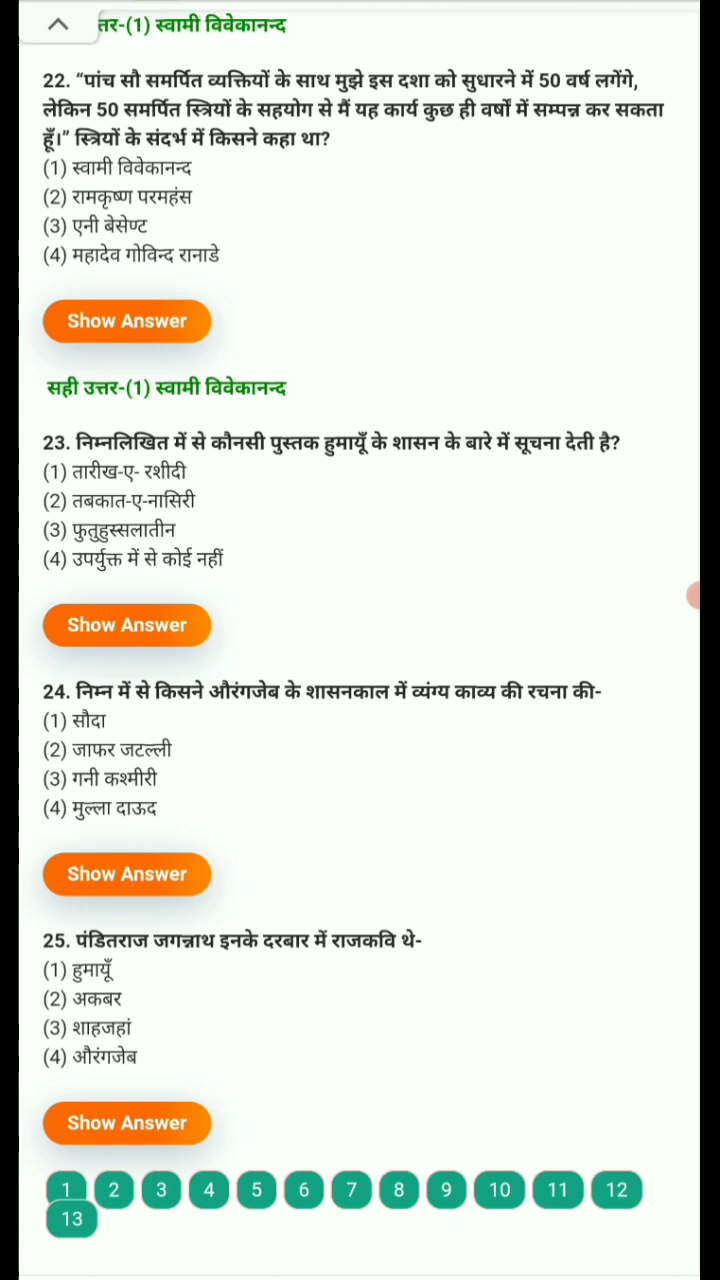 तर-(1) स्वामी विवेकानन्द
22. “पांच सौ समर्पित व्यक्तियों के साथ मुझे इस दशा को सुधारने में 50 वर्ष लगेंगे,
लेकिन 50 समर्पित स्त्रियों के सहयोग से मैं यह कार्य कुछ ही वर्षों में सम्पन्न कर सकता
हूँ।” स्त्रियों के संदर्भ में किसने कहा था?
(1) स्वामी विवेकानन्द
(2) रामकृष्ण परमहंस
(3) एनी बेसेण्ट
(4) महादेव गोविन्द रानाडे
Show Answer
सही उत्तर-(1) स्वामी विवेकानन्द
23. निम्नलिखित में से कौनसी पुस्तक हुमायूँ के शासन के बारे में सूचना देती है?
(1) तारीख-ए- रशीदी
(2) तबकात-ए-नासिरी
(3) फुतुहुस्सलातीन
(4) उपर्युक्त में से कोई नहीं
Show Answer
24. निम्न में से किसने औरंगजेब के शासनकाल में व्यंग्य काव्य की रचना की-
(1) सौदा
(2) जाफर जटल्ली
(3) गनी कश्मीरी
(4) मुल्ला दाऊद
Show Answer
25. पंडितराज जगन्नाथ इनके दरबार में राजकवि थे-
(1) हुमायूँ
(2) अकबर
(3) शाहजहां
(4) औरंगजेब
Show Answer
1 2 3 4 5 6 7 8 9 10 11 12
13